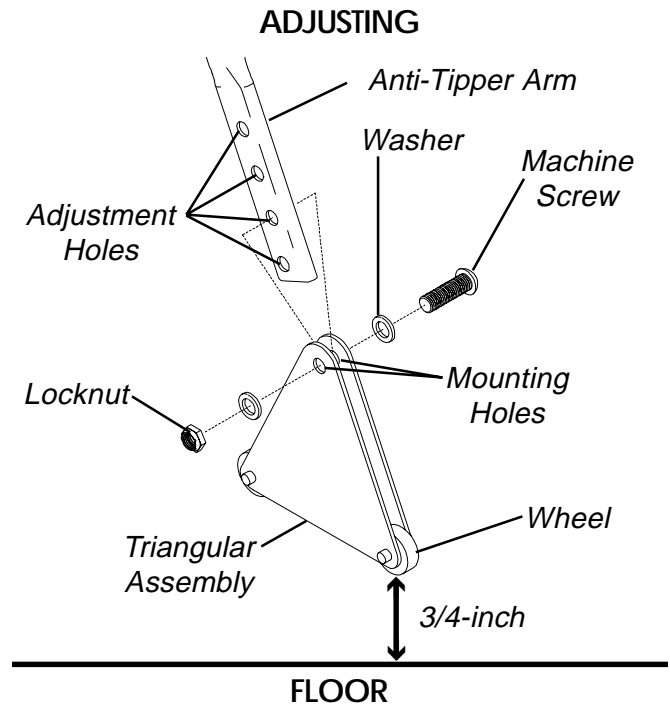 ADJUSTING
Anti-Tipper Arm
Washer
Machine
Screw
Adjustment
Holes
Locknut
Mounting
Holes
Wheel
Triangular
Assembly
3/4-inch
FLOOR